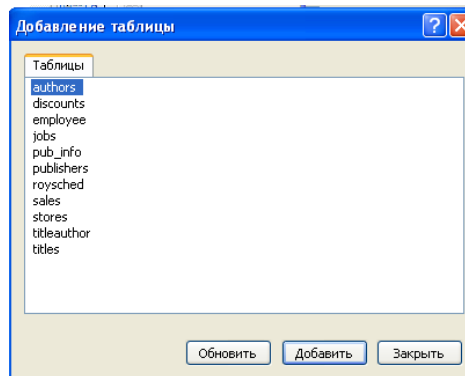 Добавление таблицы
Таблицы
authors
discounts
employee
jobs
pub_info
publishers
roysched
sales
stores
titleauthor
titles
Обновить Добавить Закрыть